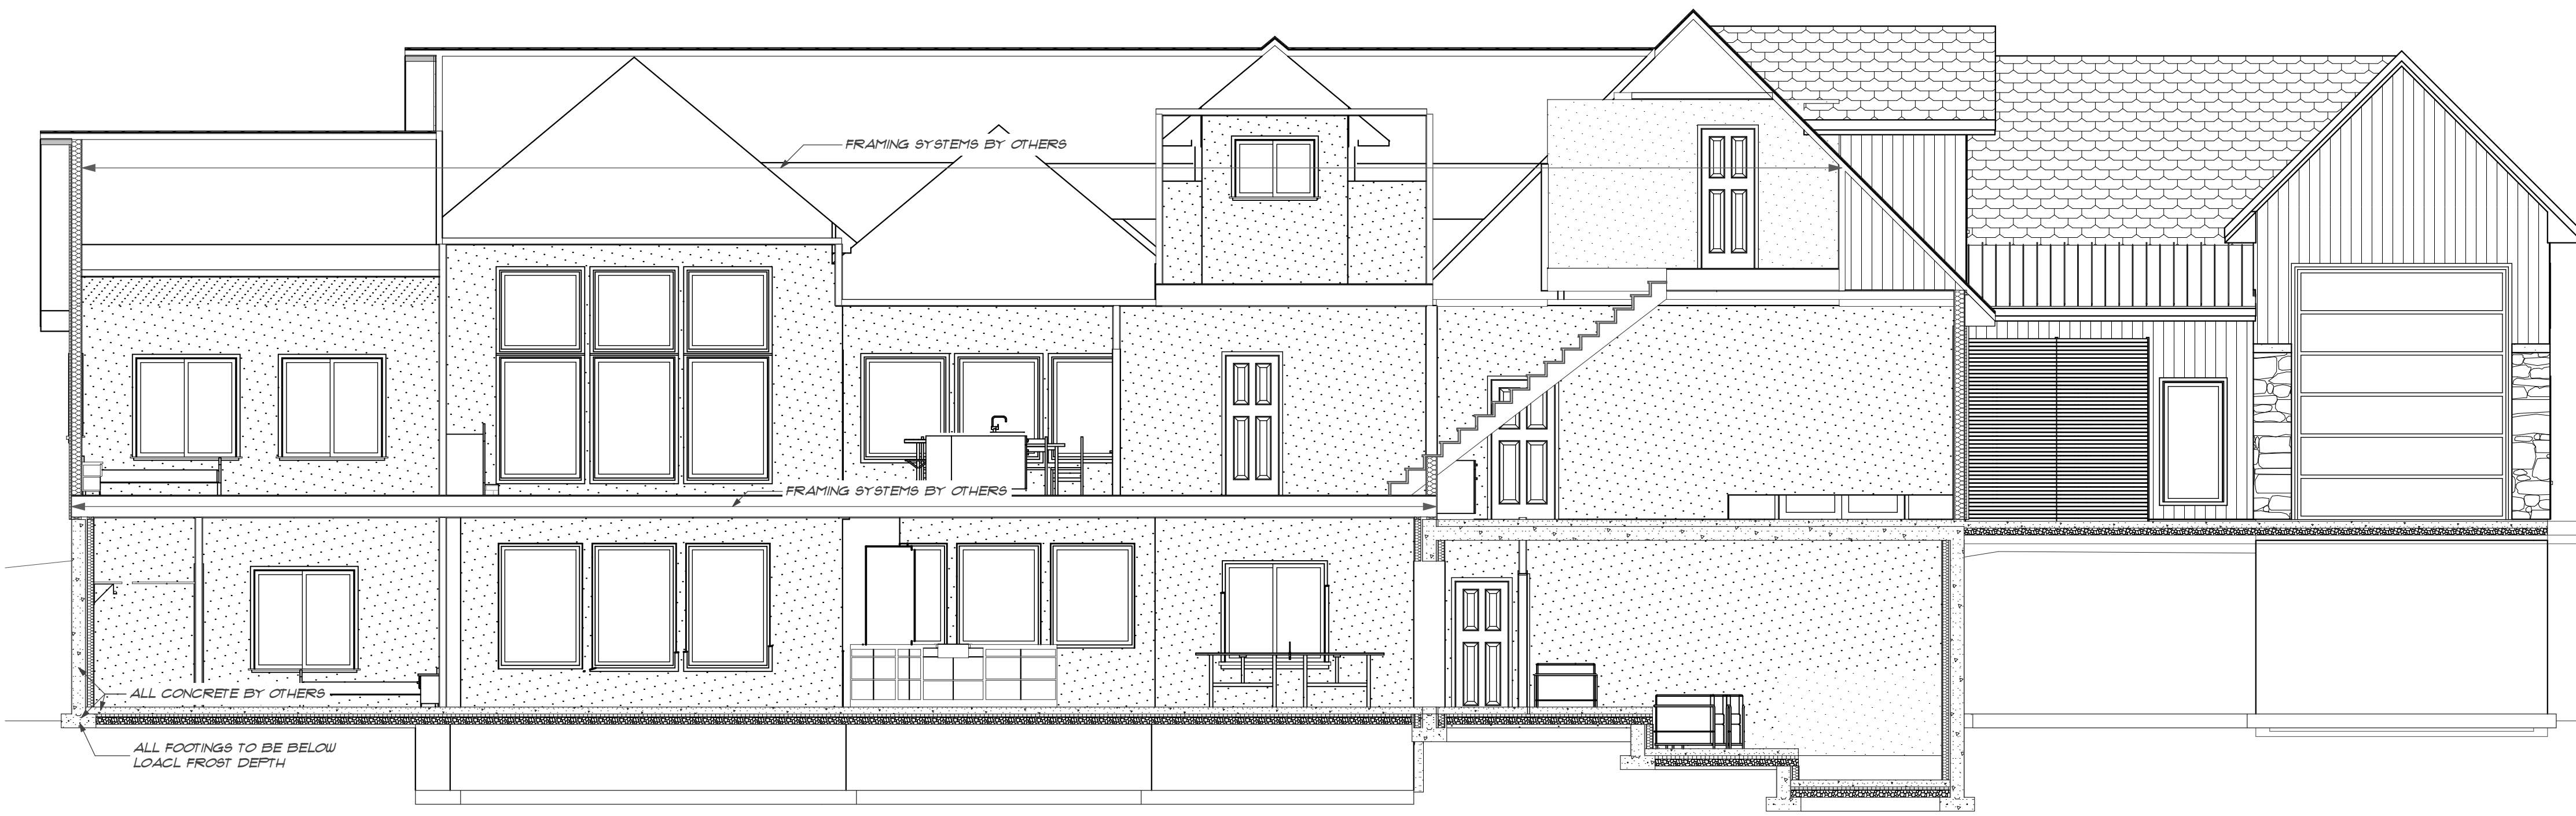 FRAMING SYSTEMS BY OTHERS
FRAMING SYSTEMS BY OTHERS
ALL CONCRETE BY OTHERS
ALL FOOTINGS TO BE BELOW
LOACL FROST DEPTH